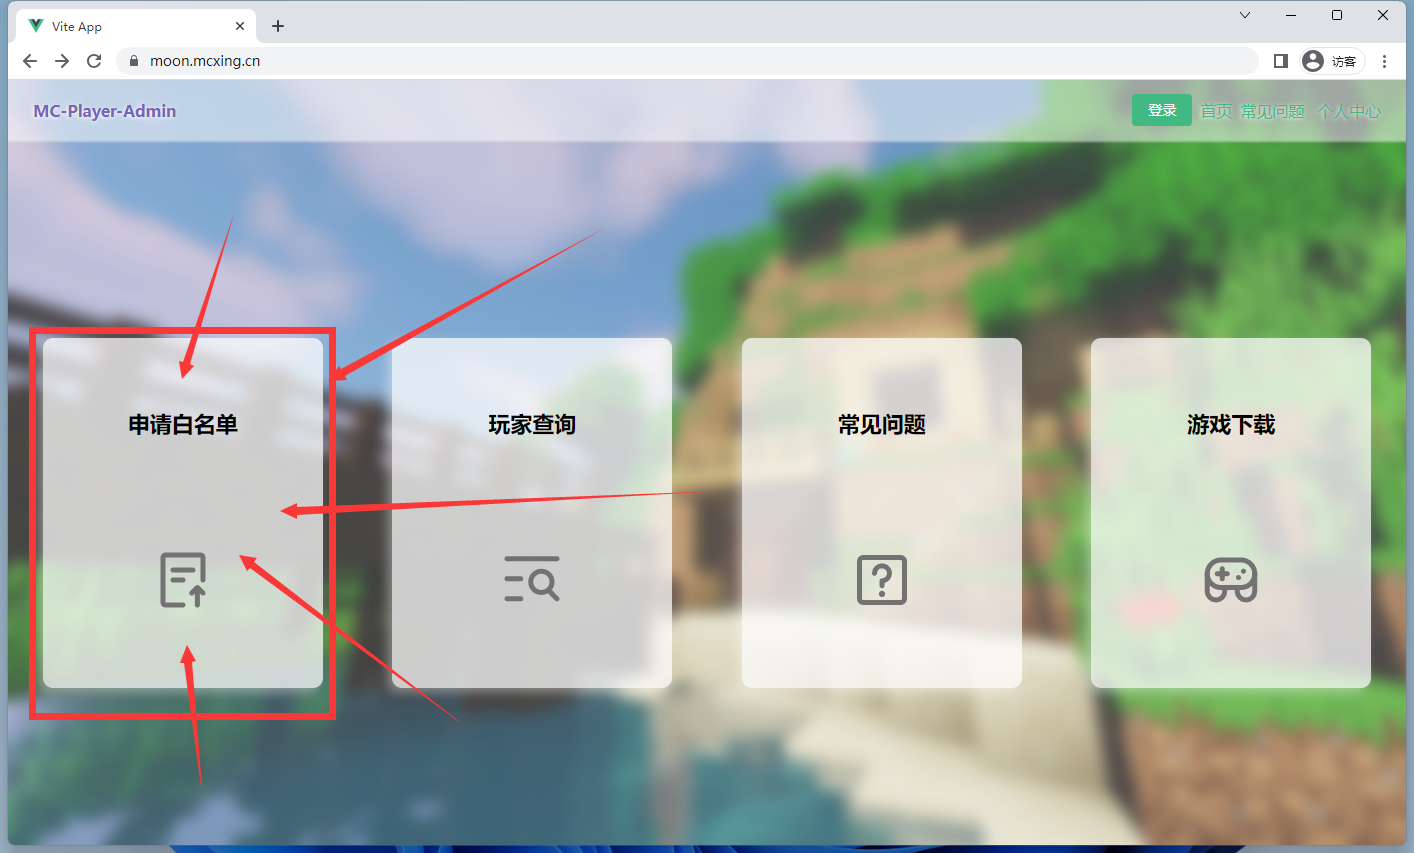 Vite App
moon.mcxing.cn
访客
MC-Player-Admin
登录 首页 常见问题 个人中心
申请白名单
玩家查询
常见问题
游戏下载